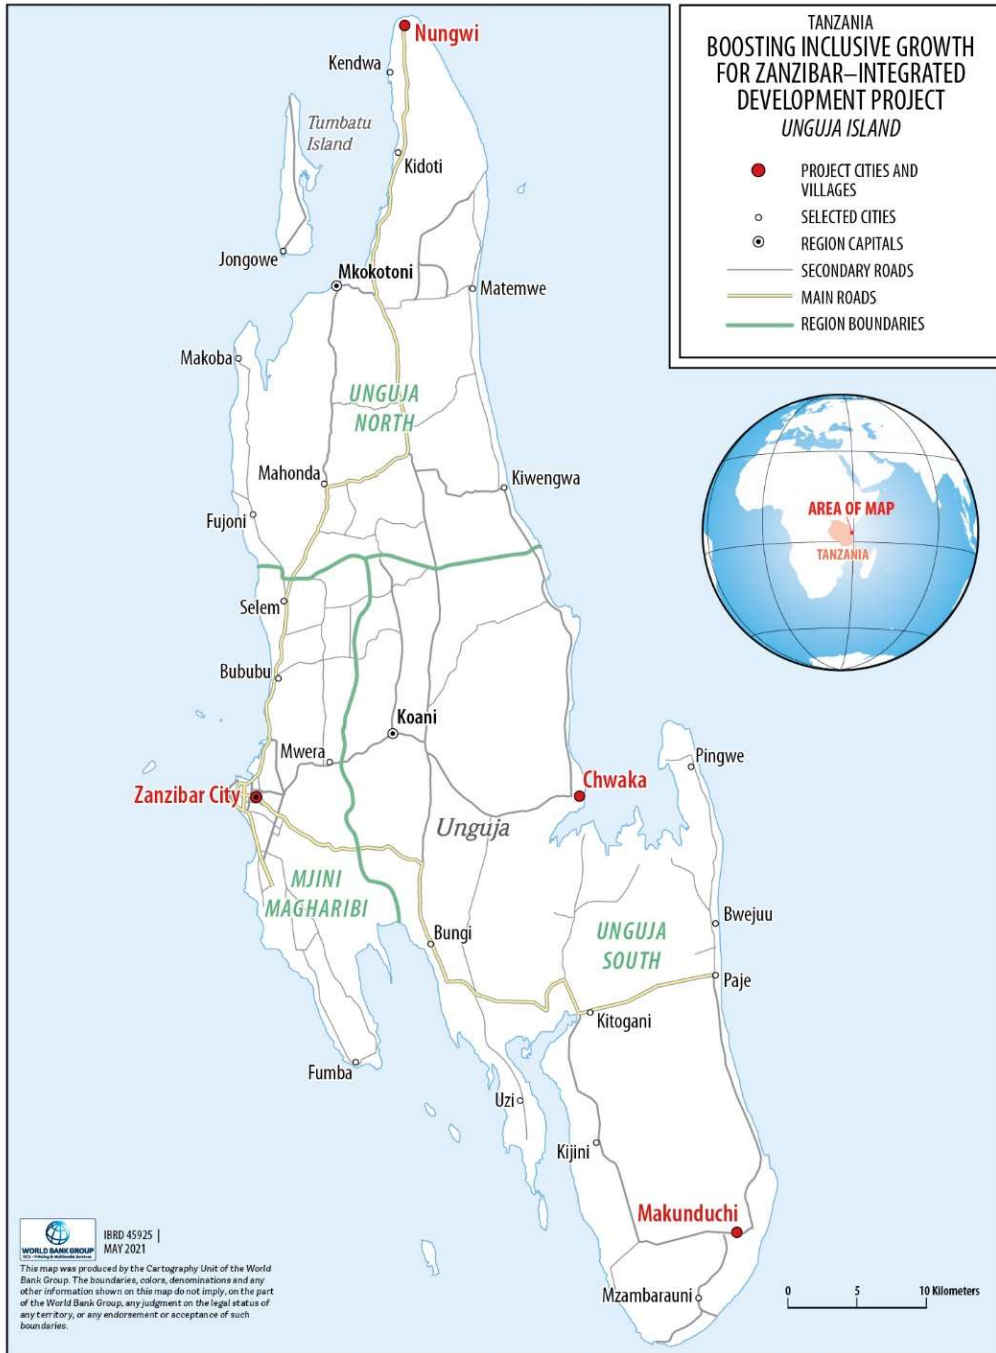 TANZANIA
BOOSTING INCLUSIVE GROWTH
FOR ZANZIBAR–INTEGRATED
DEVELOPMENT PROJECT
UNGUJA ISLAND
PROJECT CITIES AND
VILLAGES
SELECTED CITIES
REGION CAPITALS
SECONDARY ROADS
MAIN ROADS
REGION BOUNDARIES
Nungwi
Kendwa
Tumbatu
Island
Kidoti
Jongowe
Mkokotoni
Matemwe
Makoba
UNGUJA
NORTH
Mahonda
Kiwengwa
Fujoni
AREA OF MAP
TANZANIA
Selem
Bububu
Koani
Mwera
Pingwe
Chwaka
Zanzibar City
Unguja
MJINI
MAGHARIBI
Bwejuu
Bungi
UNGUJA
SOUTH
Paje
Kitogani
Fumba
Uzi
Kijini
Makunduchi
Mzambarauni
0 5 10 Kilometers
WORLD BANK GROUP
GCS – Printing & Multimedia Services
IBRD 45925 |
MAY 2021
This map was produced by the Cartography Unit of the World
Bank Group. The boundaries, colors, denominations and any
other information shown on this map do not imply, on the part
of the World Bank Group, any judgment on the legal status of
any territory, or any endorsement or acceptance of such
boundaries.